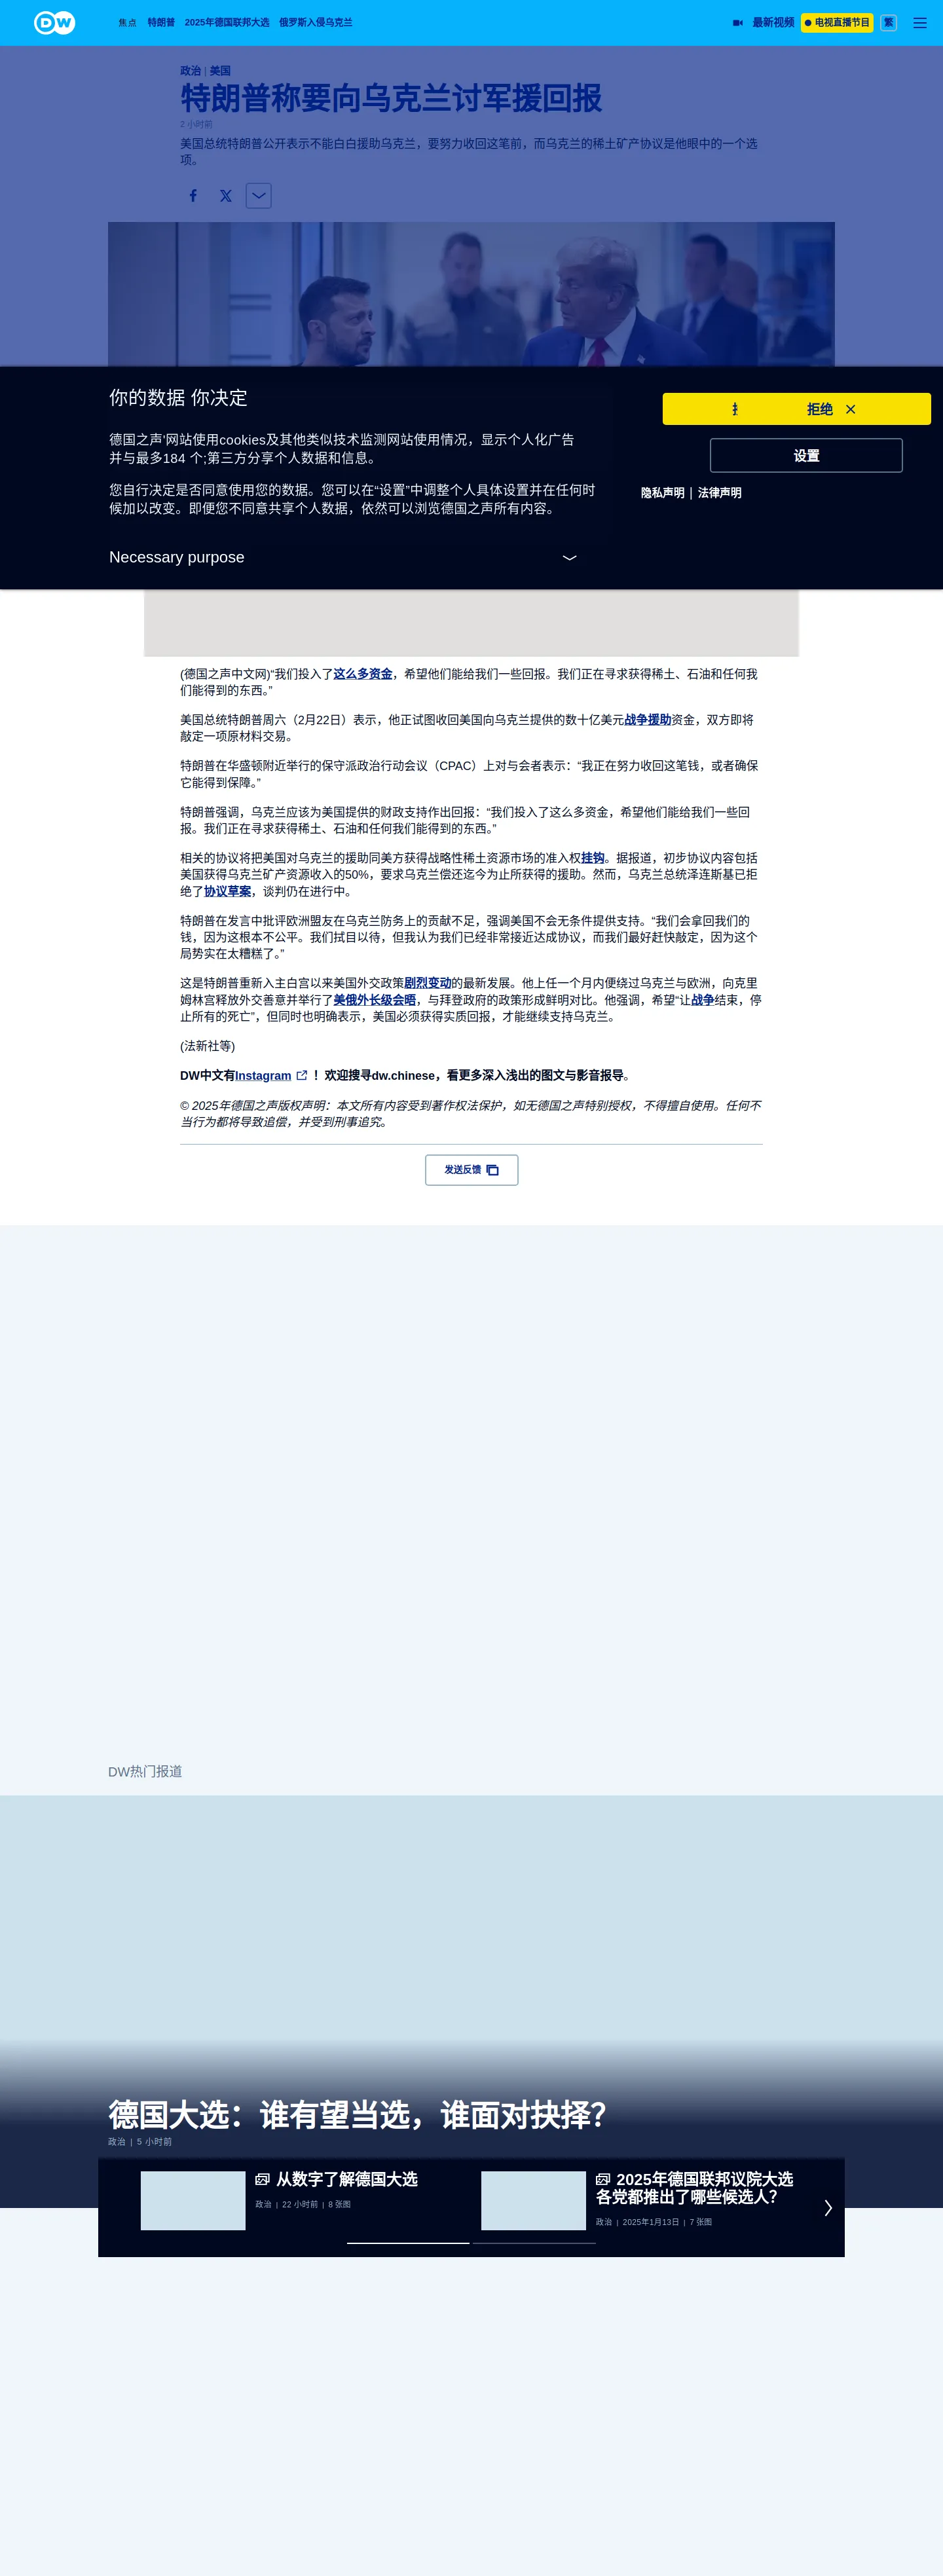 DW
焦点 特朗普 2025年德国联邦大选 俄罗斯入侵乌克兰
最新视频 电视直播节目 繁
政治 | 美国
特朗普称要向乌克兰讨军援回报
2 小时前
美国总统特朗普公开表示不能白白援助乌克兰，要努力收回这笔前，而乌克兰的稀土矿产协议是他眼中的一个选
项。
你的数据 你决定
德国之声'网站使用cookies及其他类似技术监测网站使用情况，显示个人化广告
并与最多184 个;第三方分享个人数据和信息。
您自行决定是否同意使用您的数据。您可以在“设置”中调整个人具体设置并在任何时
候加以改变。即便您不同意共享个人数据，依然可以浏览德国之声所有内容。
Necessary purpose
拒绝
设置
隐私声明 | 法律声明
(德国之声中文网)“我们投入了这么多资金，希望他们能给我们一些回报。我们正在寻求获得稀土、石油和任何我
们能得到的东西。”
美国总统特朗普周六（2月22日）表示，他正试图收回美国向乌克兰提供的数十亿美元战争援助资金，双方即将
敲定一项原材料交易。
特朗普在华盛顿附近举行的保守派政治行动会议（CPAC）上对与会者表示：“我正在努力收回这笔钱，或者确保
它能得到保障。”
特朗普强调，乌克兰应该为美国提供的财政支持作出回报：“我们投入了这么多资金，希望他们能给我们一些回
报。我们正在寻求获得稀土、石油和任何我们能得到的东西。”
相关的协议将把美国对乌克兰的援助同美方获得战略性稀土资源市场的准入权挂钩。据报道，初步协议内容包括
美国获得乌克兰矿产资源收入的50%，要求乌克兰偿还迄今为止所获得的援助。然而，乌克兰总统泽连斯基已拒
绝了协议草案，谈判仍在进行中。
特朗普在发言中批评欧洲盟友在乌克兰防务上的贡献不足，强调美国不会无条件提供支持。“我们会拿回我们的
钱，因为这根本不公平。我们拭目以待，但我认为我们已经非常接近达成协议，而我们最好赶快敲定，因为这个
局势实在太糟糕了。”
这是特朗普重新入主白宫以来美国外交政策剧烈变动的最新发展。他上任一个月内便绕过乌克兰与欧洲，向克里
姆林宫释放外交善意并举行了美俄外长级会晤，与拜登政府的政策形成鲜明对比。他强调，希望“让战争结束，停
止所有的死亡”，但同时也明确表示，美国必须获得实质回报，才能继续支持乌克兰。
(法新社等)
DW中文有Instagram ！欢迎搜寻dw.chinese，看更多深入浅出的图文与影音报导。
© 2025年德国之声版权声明：本文所有内容受到著作权法保护，如无德国之声特别授权，不得擅自使用。任何不
当行为都将导致追偿，并受到刑事追究。
发送反馈
DW热门报道
德国大选：谁有望当选，谁面对抉择？
政治 | 5 小时前
从数字了解德国大选
政治 | 22 小时前 | 8 张图
2025年德国联邦议院大选
各党都推出了哪些候选人？
政治 | 2025年1月13日 | 7 张图